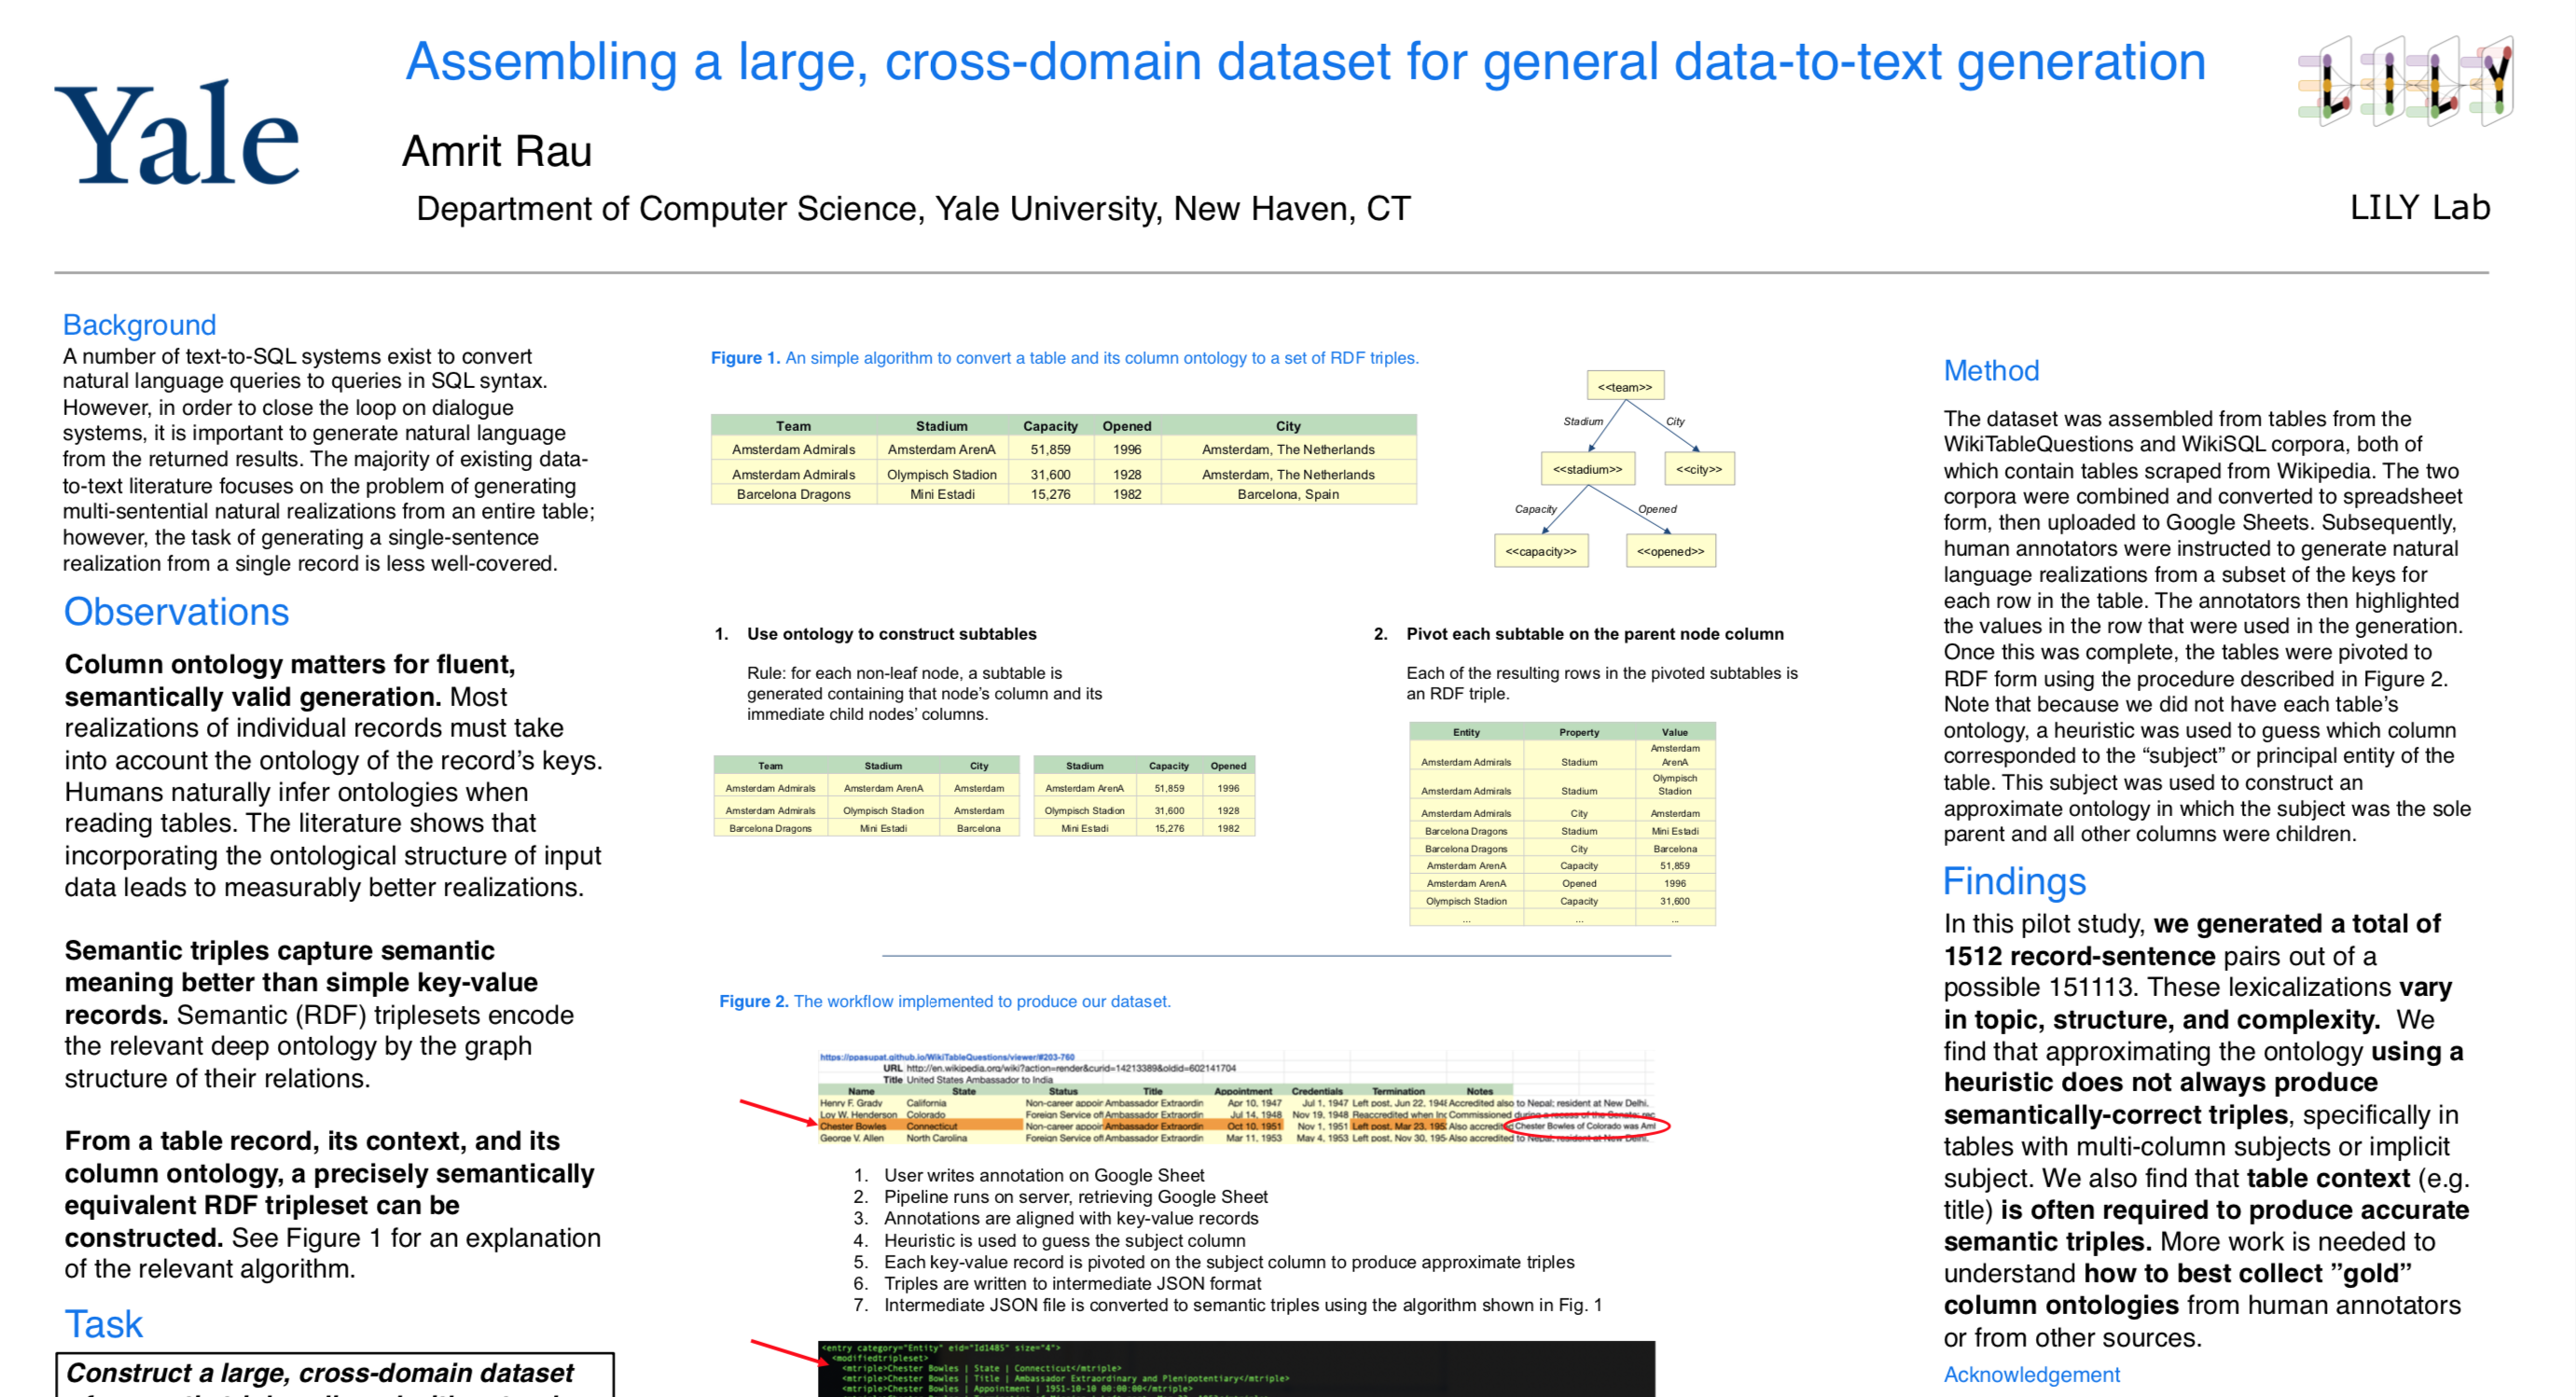 Yale
Assembling a large, cross-domain dataset for general data-to-text generation
Amrit Rau
Department of Computer Science, Yale University, New Haven, CT
LILY
LILY Lab
Background
A number of text-to-SQL systems exist to convert
natural language queries to queries in SQL syntax.
However, in order to close the loop on dialogue
systems, it is important to generate natural language
from the returned results. The majority of existing data-
to-text literature focuses on the problem of generating
multi-sentential natural realizations from an entire table;
however, the task of generating a single-sentence
realization from a single record is less well-covered.
Observations
Column ontology matters for fluent,
semantically valid generation. Most
realizations of individual records must take
into account the ontology of the record's keys.
Humans naturally infer ontologies when
reading tables. The literature shows that
incorporating the ontological structure of input
data leads to measurably better realizations.
Semantic triples capture semantic
meaning better than simple key-value
records. Semantic (RDF) triplesets encode
the relevant deep ontology by the graph
structure of their relations.
From a table record, its context, and its
column ontology, a precisely semantically
equivalent RDF tripleset can be
constructed. See Figure 1 for an explanation
of the relevant algorithm.
Task
Construct a large, cross-domain dataset
Figure 1. An simple algorithm to convert a table and its column ontology to a set of RDF triples.
Team Stadium Capacity Opened City
Amsterdam Admirals Amsterdam ArenA 51,859 1996 Amsterdam, The Netherlands
Amsterdam Admirals Olympisch Stadion 31,600 1928 Amsterdam, The Netherlands
Barcelona Dragons Mini Estadi 15,276 1982 Barcelona, Spain
<<team>>
Stadium City
<<stadium>> <<city>>
Capacity Opened
<<capacity>> <<opened>>
1. Use ontology to construct subtables
Rule: for each non-leaf node, a subtable is
generated containing that node's column and its
immediate child nodes' columns.
Team Stadium City
Amsterdam Admirals Amsterdam ArenA Amsterdam
Amsterdam Admirals Olympisch Stadion Amsterdam
Barcelona Dragons Mini Estadi Barcelona
Stadium Capacity Opened
Amsterdam ArenA 51,859 1996
Olympisch Stadion 31,600 1928
Mini Estadi 15,276 1982
2. Pivot each subtable on the parent node column
Each of the resulting rows in the pivoted subtables is
an RDF triple.
Entity Property Value
Amsterdam Admirals Stadium Amsterdam ArenA
Amsterdam Admirals Stadium Olympisch Stadion
Amsterdam Admirals City Amsterdam
Barcelona Dragons Stadium Mini Estadi
Barcelona Dragons City Barcelona
Amsterdam ArenA Capacity 51,859
Amsterdam ArenA Opened 1996
Olympisch Stadion Capacity 31,600
... ... ...
Figure 2. The workflow implemented to produce our dataset.
https://ppasupat.github.io/WikiTableQuestions/viewer/#203-760
URL http://en.wikipedia.org/wiki?action=render&curid=14213389&oldid=602141704
Title United States Ambassador to India
Name State Status Title Appointment Credentials Termination Notes
Henry F. Grady California Non-career appoir Ambassador Extraordin Apr 10, 1947 Jul 1, 1947 Left post, Jun 22, 194 Accredited also to Nepal; resident at New Delhi.
Loy W. Henderson Colorado Foreign Service of Ambassador Extraordin Jul 14, 1948 Nov 19, 1948 Reaccredited when Inc Commissioned during a recess of the Senate; rec
Chester Bowles Connecticut Non-career appoir Ambassador Extraordin Oct 10, 1951 Nov 1, 1951 Left post, Mar 23, 195 Also accredited Chester Bowles of Colorado was Aml
George V. Allen North Carolina Foreign Service of Ambassador Extraordin Mar 11, 1953 May 4, 1953 Left post, Nov 30, 195 Also accredited to Nepal; resident at New Delhi.
1. User writes annotation on Google Sheet
2. Pipeline runs on server, retrieving Google Sheet
3. Annotations are aligned with key-value records
4. Heuristic is used to guess the subject column
5. Each key-value record is pivoted on the subject column to produce approximate triples
6. Triples are written to intermediate JSON format
7. Intermediate JSON file is converted to semantic triples using the algorithm shown in Fig. 1
<entry category="Entity" eid="Id1485" size="4">
<modifiedtripleset>
<mtriple>Chester Bowles | State | Connecticut</mtriple>
<mtriple>Chester Bowles | Title | Ambassador Extraordinary and Plenipotentiary</mtriple>
<mtriple>Chester Bowles | Appointment | 1951-10-10 00:00:00</mtriple>
Method
The dataset was assembled from tables from the
WikiTableQuestions and WikiSQL corpora, both of
which contain tables scraped from Wikipedia. The two
corpora were combined and converted to spreadsheet
form, then uploaded to Google Sheets. Subsequently,
human annotators were instructed to generate natural
language realizations from a subset of the keys for
each row in the table. The annotators then highlighted
the values in the row that were used in the generation.
Once this was complete, the tables were pivoted to
RDF form using the procedure described in Figure 2.
Note that because we did not have each table's
ontology, a heuristic was used to guess which column
corresponded to the “subject” or principal entity of the
table. This subject was used to construct an
approximate ontology in which the subject was the sole
parent and all other columns were children.
Findings
In this pilot study, we generated a total of
1512 record-sentence pairs out of a
possible 151113. These lexicalizations vary
in topic, structure, and complexity. We
find that approximating the ontology using a
heuristic does not always produce
semantically-correct triples, specifically in
tables with multi-column subjects or implicit
subject. We also find that table context (e.g.
title) is often required to produce accurate
semantic triples. More work is needed to
understand how to best collect ”gold”
column ontologies from human annotators
or from other sources.
Acknowledgement